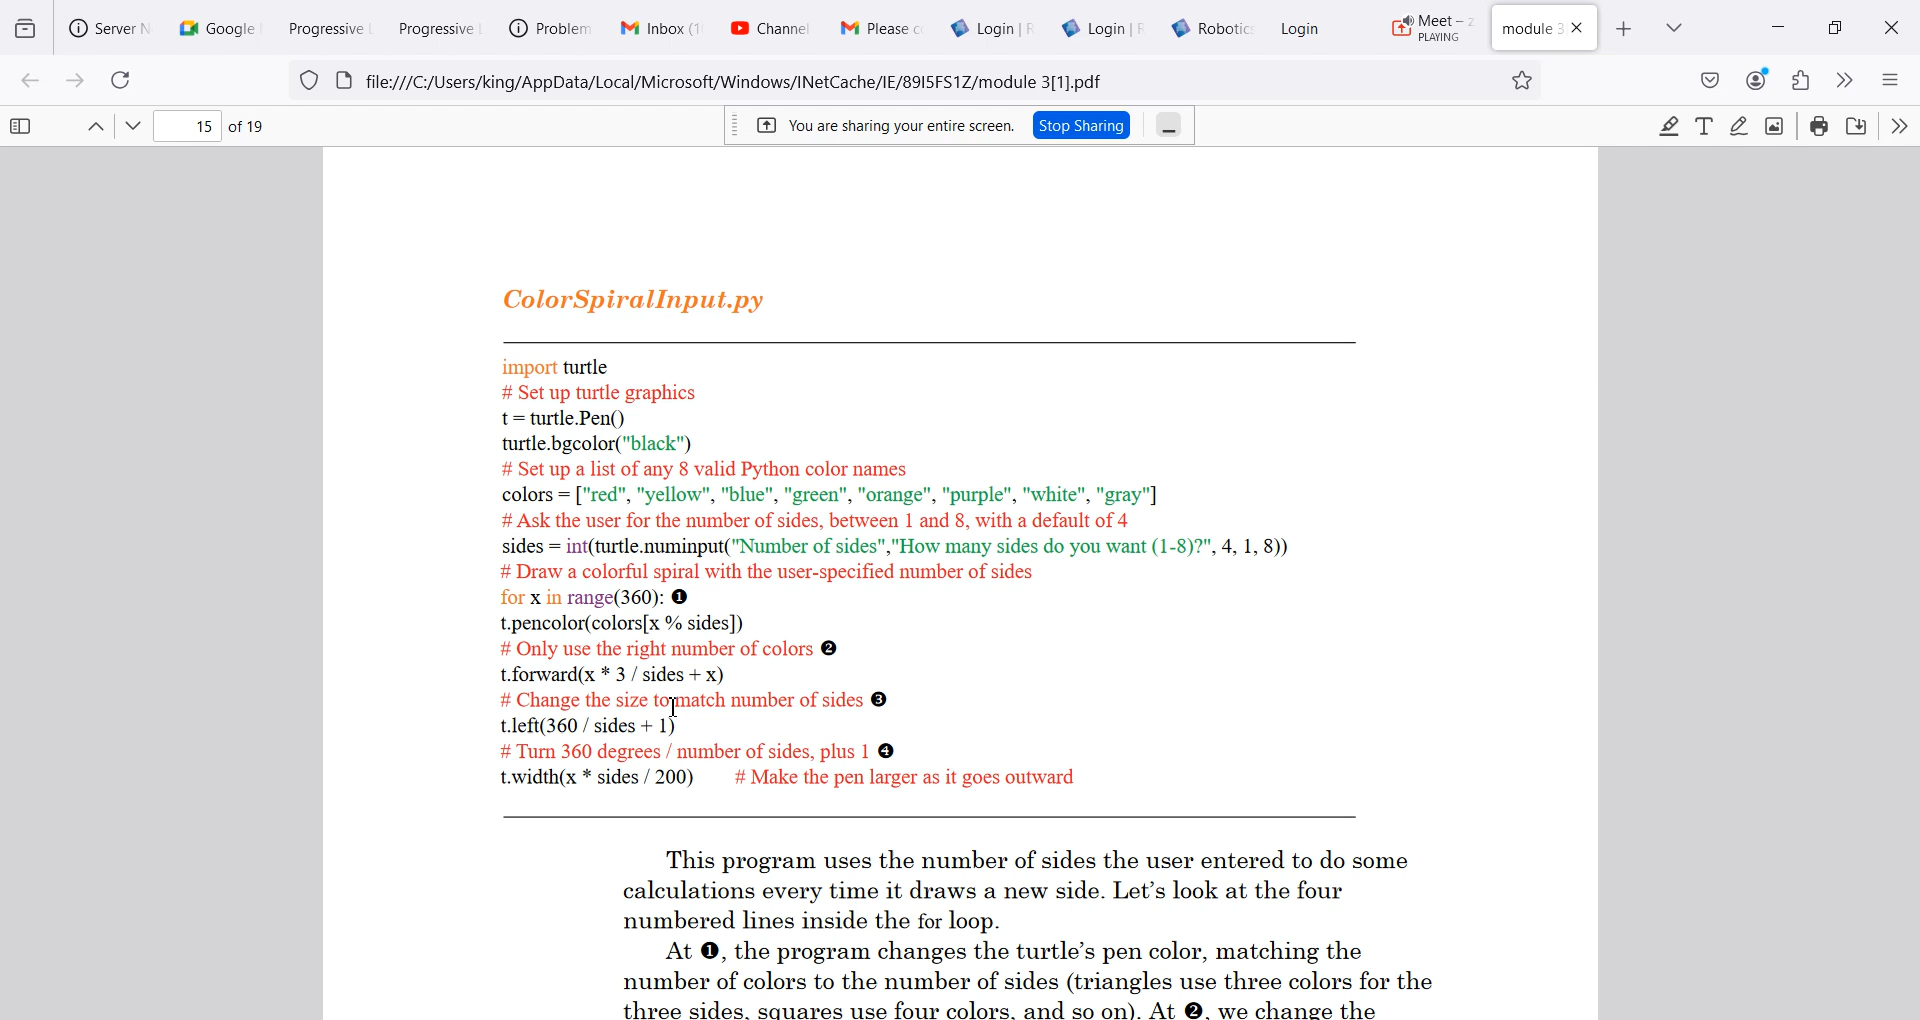 Server N
Google
Progressive L
Progressive L
Problem
Inbox (1
Channel
Please c
Login | R
Login | R
Robotic
Login
Meet – z
PLAYING
module 3
file:///C:/Users/king/AppData/Local/Microsoft/Windows/INetCache/IE/89I5FS1Z/module 3[1].pdf
15 of 19
You are sharing your entire screen. Stop Sharing
ColorSpiralInput.py
import turtle
# Set up turtle graphics
t = turtle.Pen()
turtle.bgcolor("black")
# Set up a list of any 8 valid Python color names
colors = ["red", "yellow", "blue", "green", "orange", "purple", "white", "gray"]
# Ask the user for the number of sides, between 1 and 8, with a default of 4
sides = int(turtle.numinput("Number of sides","How many sides do you want (1-8)?", 4, 1, 8))
# Draw a colorful spiral with the user-specified number of sides
for x in range(360): ❶
t.pencolor(colors[x % sides])
# Only use the right number of colors ❷
t.forward(x * 3 / sides + x)
# Change the size to match number of sides ❸
t.left(360 / sides + 1)
# Turn 360 degrees / number of sides, plus 1 ❹
t.width(x * sides / 200) # Make the pen larger as it goes outward
This program uses the number of sides the user entered to do some
calculations every time it draws a new side. Let’s look at the four
numbered lines inside the for loop.
At ❶, the program changes the turtle’s pen color, matching the
number of colors to the number of sides (triangles use three colors for the
three sides, squares use four colors, and so on). At ❷, we change the